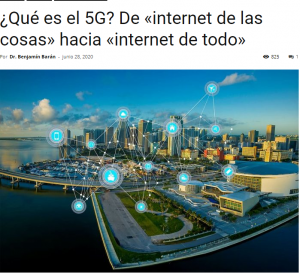 ¿Qué es el 5G? De «internet de las
cosas» hacia «internet de todo»
Por Dr. Benjamín Barán – junio 28, 2020 825 1